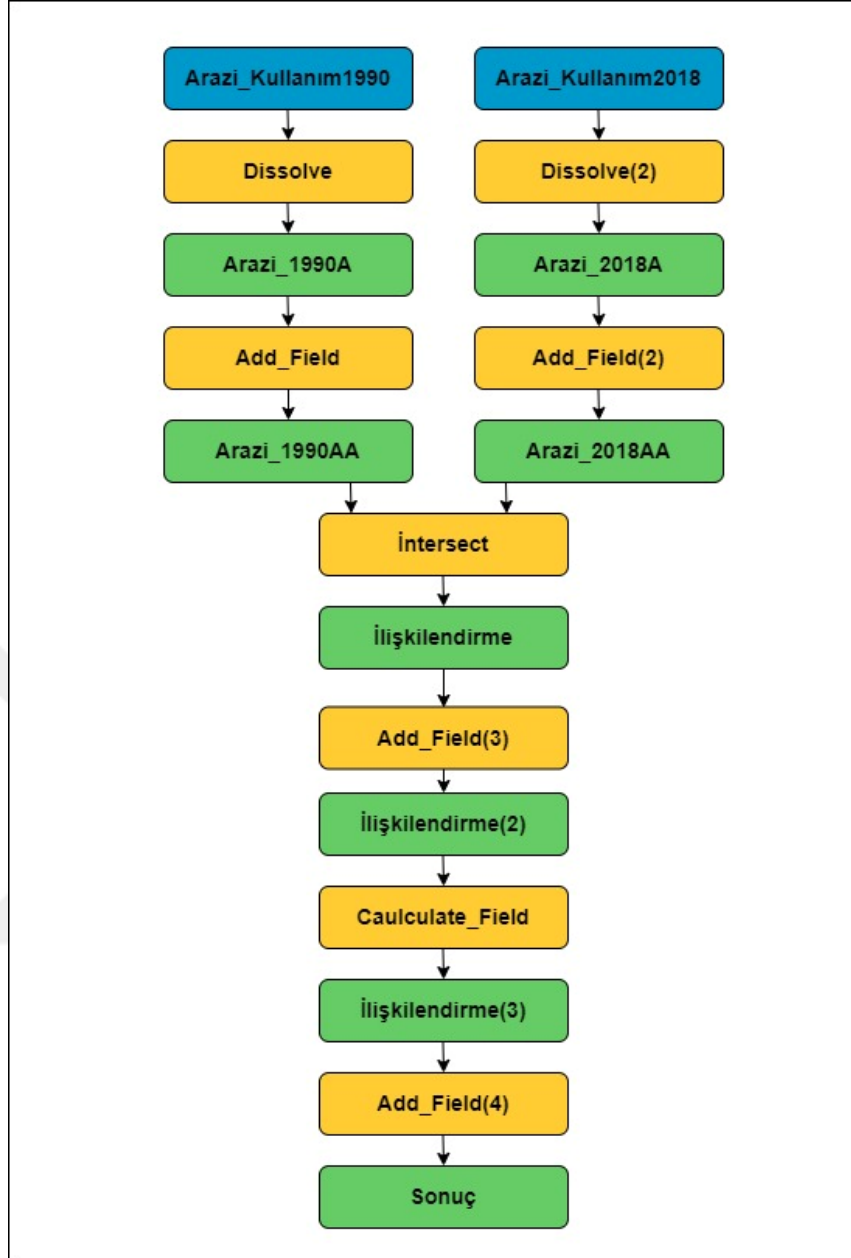 Arazi_Kullanım1990
Arazi_Kullanım2018
Dissolve
Dissolve(2)
Arazi_1990A
Arazi_2018A
Add_Field
Add_Field(2)
Arazi_1990AA
Arazi_2018AA
İntersect
İlişkilendirme
Add_Field(3)
İlişkilendirme(2)
Caulculate_Field
İlişkilendirme(3)
Add_Field(4)
Sonuç